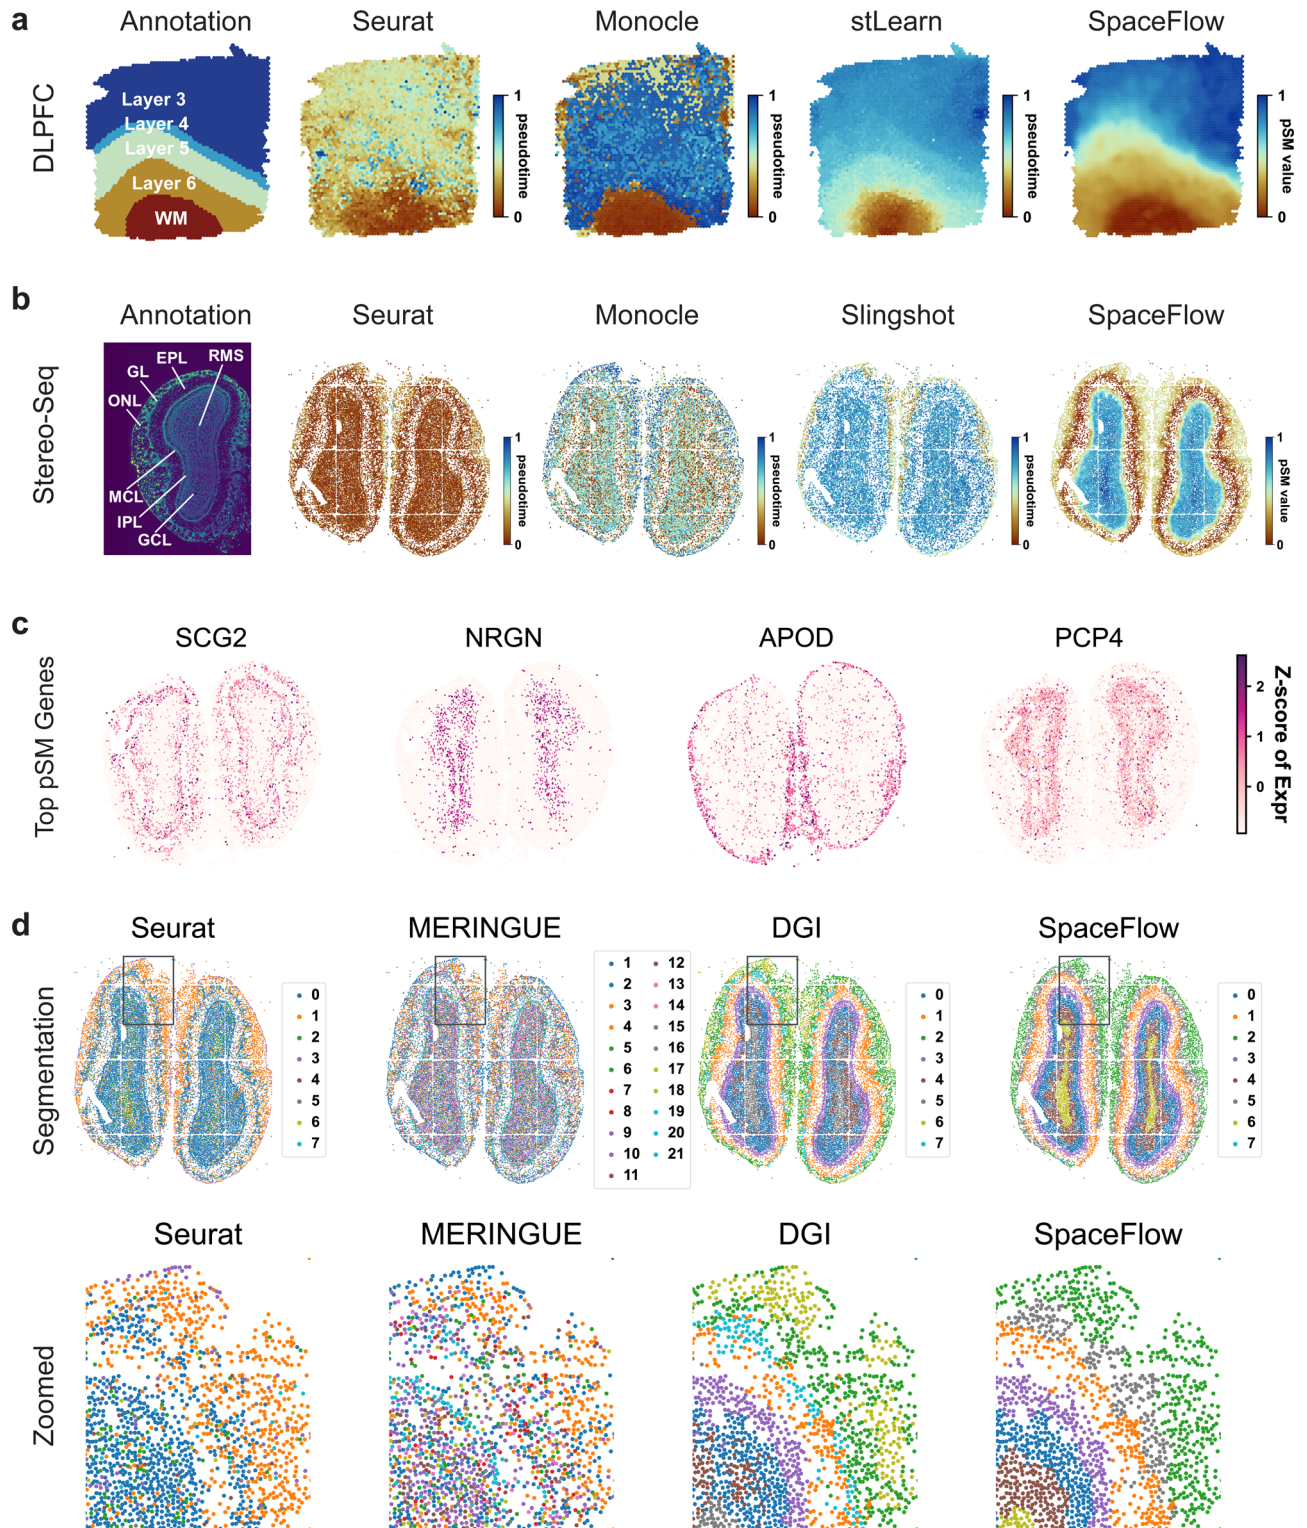 a
Annotation
Seurat
Monocle
stLearn
SpaceFlow
DLPFC
Layer 3
Layer 4
Layer 5
Layer 6
WM
1
pseudotime
0
1
pseudotime
0
1
pseudotime
0
1
pSM value
0
b
Annotation
Seurat
Monocle
Slingshot
SpaceFlow
Stereo-Seq
EPL
RMS
GL
ONL
MCL
IPL
GCL
1
pseudotime
0
1
pseudotime
0
1
pseudotime
0
1
pSM value
0
c
SCG2
NRGN
APOD
PCP4
Top pSM Genes
2
1
0
Z-score of Expr
d
Seurat
MERINGUE
DGI
SpaceFlow
Segmentation
0
1
2
3
4
5
6
7
1
2
3
4
5
6
7
8
9
10
11
12
13
14
15
16
17
18
19
20
21
0
1
2
3
4
5
6
7
0
1
2
3
4
5
6
7
Seurat
MERINGUE
DGI
SpaceFlow
Zoomed